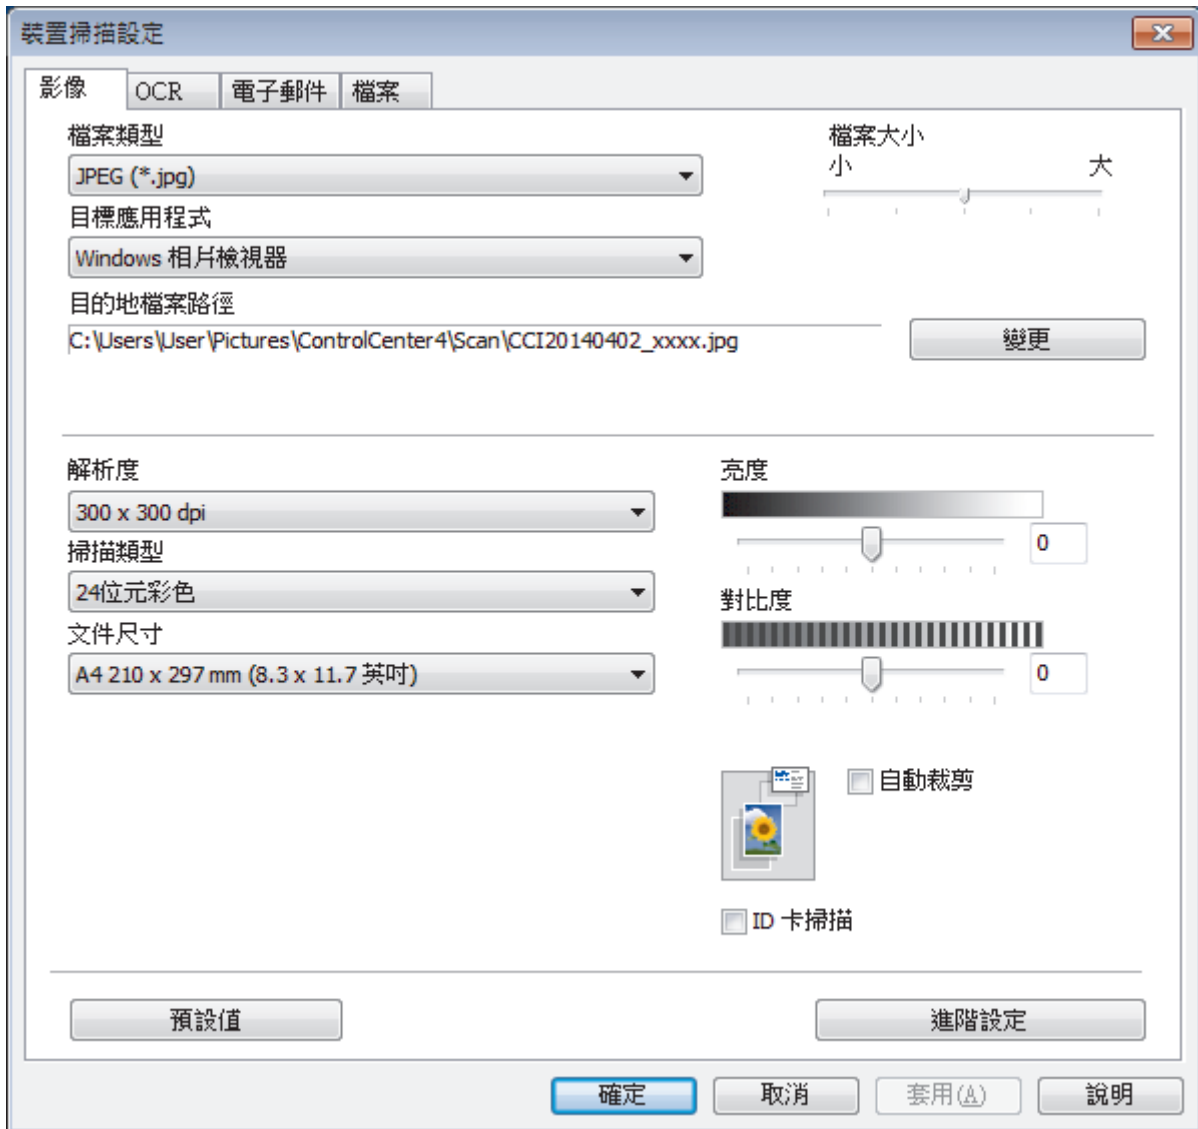 裝置掃描設定
影像 OCR 電子郵件 檔案
檔案類型
JPEG (*.jpg)
檔案大小
小 大
目標應用程式
Windows 相片檢視器
目的地檔案路徑
C:\Users\User\Pictures\ControlCenter4\Scan\CCI20140402_xxxx.jpg
變更
解析度
300 x 300 dpi
掃描類型
24位元彩色
文件尺寸
A4 210 x 297 mm (8.3 x 11.7 英吋)
亮度
0
對比度
0
自動裁剪
ID 卡掃描
預設值 進階設定
確定 取消 套用(A) 說明